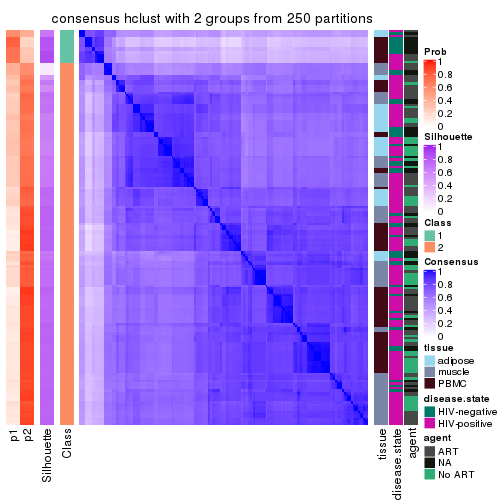 consensus hclust with 2 groups from 250 partitions
Prob
1
0.8
0.6
0.4
0.2
0
Silhouette
1
0.8
0.6
0.4
0.2
0
Class
1
2
Consensus
1
0.8
0.6
0.4
0.2
0
tissue
adipose
muscle
PBMC
disease.state
HIV-negative
HIV-positive
agent
ART
NA
No ART
p1
p2
Silhouette
Class
tissue
disease.state
agent